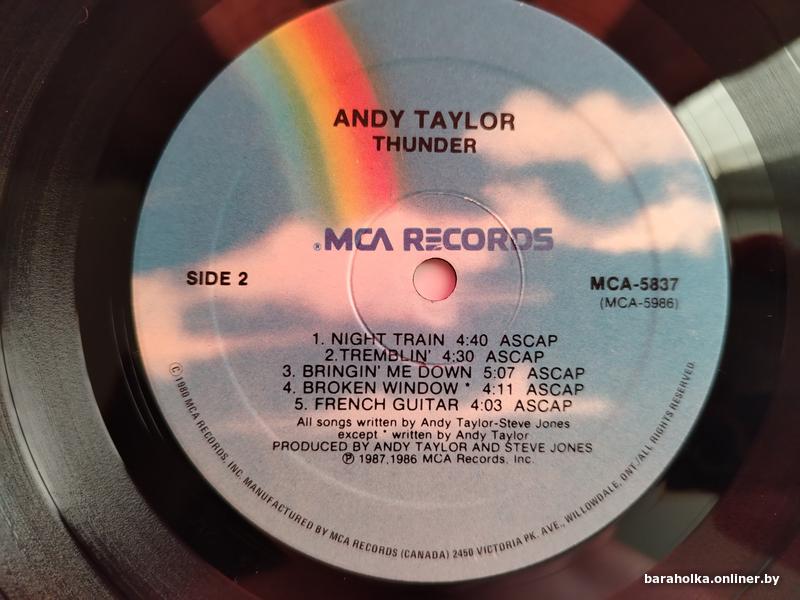 ANDY TAYLOR
THUNDER
®MCA RECORDS
SIDE 2
MCA-5837
(MCA-5986)
1. NIGHT TRAIN 4:40 ASCAP
2.TREMBLIN' 4:30 ASCAP
3. BRINGIN' ME DOWN 5:07 ASCAP
4. BROKEN WINDOW * 4:11 ASCAP
5. FRENCH GUITAR 4:03 ASCAP
All songs written by Andy Taylor-Steve Jones
except * written by Andy Taylor
PRODUCED BY ANDY TAYLOR AND STEVE JONES
℗ 1987,1986 MCA Records, Inc.
©1980 MCA RECORDS, INC. MANUFACTURED BY MCA RECORDS (CANADA) 2450 VICTORIA PK. AVE., WILLOWDALE, ONT./ALL RIGHTS RESERVED.
baraholka.onliner.by